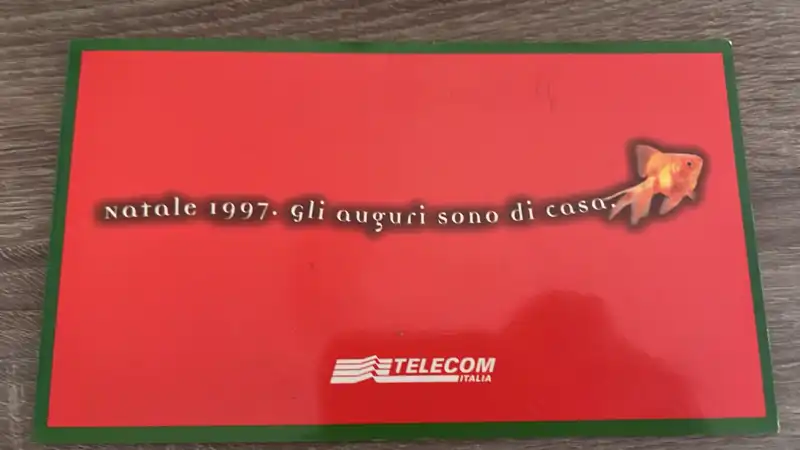 Natale 1997. Gli auguri sono di casa.
TELECOM
ITALIA